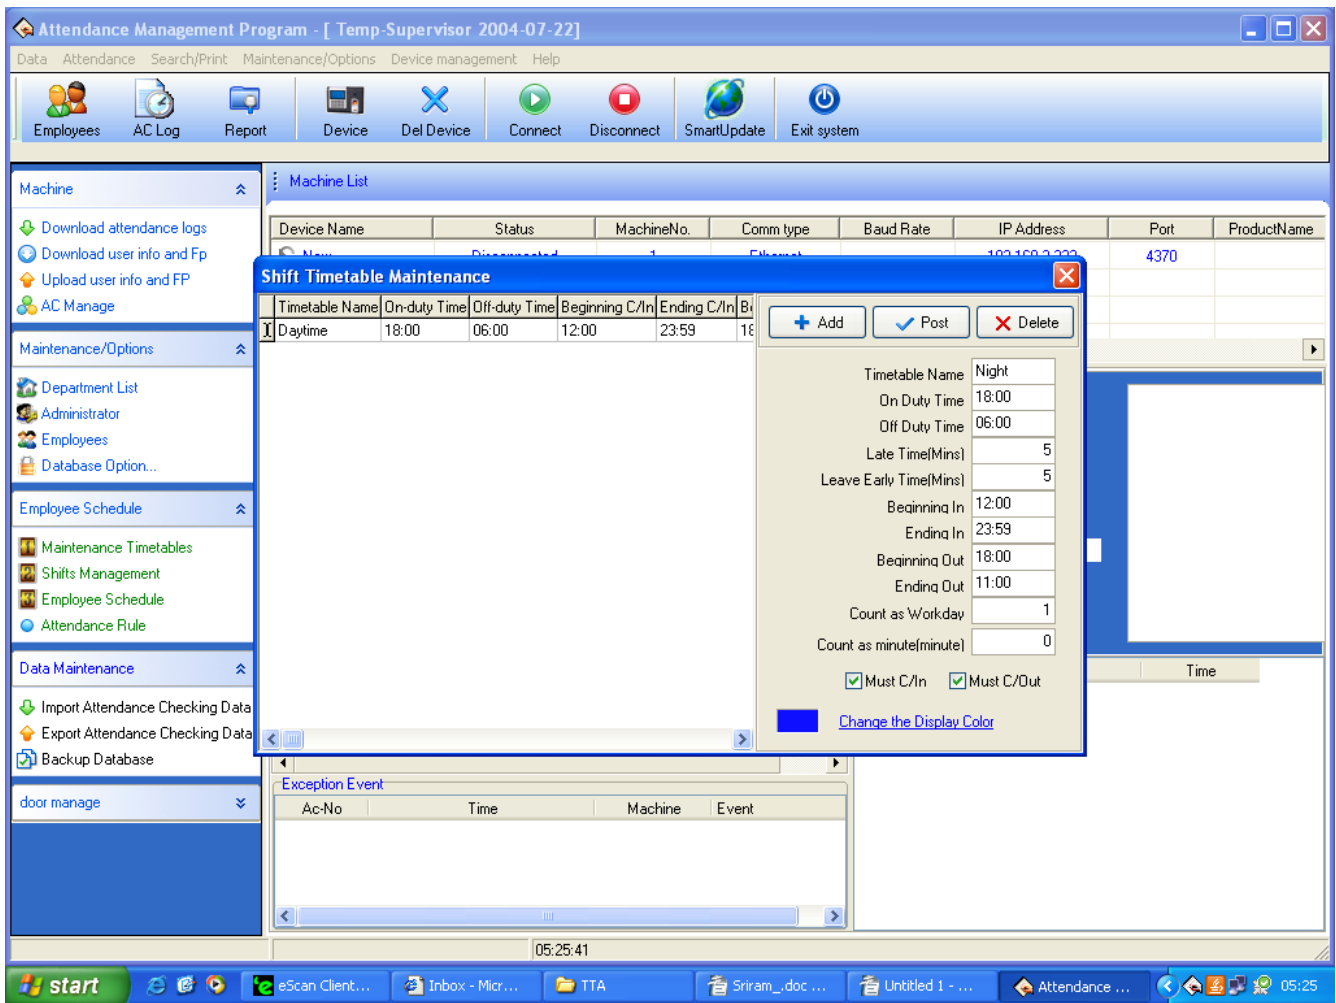 Attendance Management Program - [ Temp-Supervisor 2004-07-22]
Data Attendance Search/Print Maintenance/Options Device management Help
Employees AC Log Report Device Del Device Connect Disconnect SmartUpdate Exit system
Machine
Download attendance logs
Download user info and Fp
Upload user info and FP
AC Manage
Maintenance/Options
Department List
Administrator
Employees
Database Option...
Employee Schedule
Maintenance Timetables
Shifts Management
Employee Schedule
Attendance Rule
Data Maintenance
Import Attendance Checking Data
Export Attendance Checking Data
Backup Database
door manage
Machine List
Device Name Status MachineNo. Comm type Baud Rate IP Address Port ProductName
New Disconnected 1 Ethernet 4370
Shift Timetable Maintenance
Timetable Name On-duty Time Off-duty Time Beginning C/In Ending C/In
Daytime 18:00 06:00 12:00 23:59 18
Add Post Delete
Timetable Name Night
On Duty Time 18:00
Off Duty Time 06:00
Late Time(Mins) 5
Leave Early Time(Mins) 5
Beginning In 12:00
Ending In 23:59
Beginning Out 18:00
Ending Out 11:00
Count as Workday 1
Count as minute(minute) 0
Must C/In Must C/Out
Change the Display Color
Time
Exception Event
Ac-No Time Machine Event
05:25:41
start eScan Client... Inbox - Micr... TTA Sriram_.doc ... Untitled 1 - ... Attendance ... 05:25